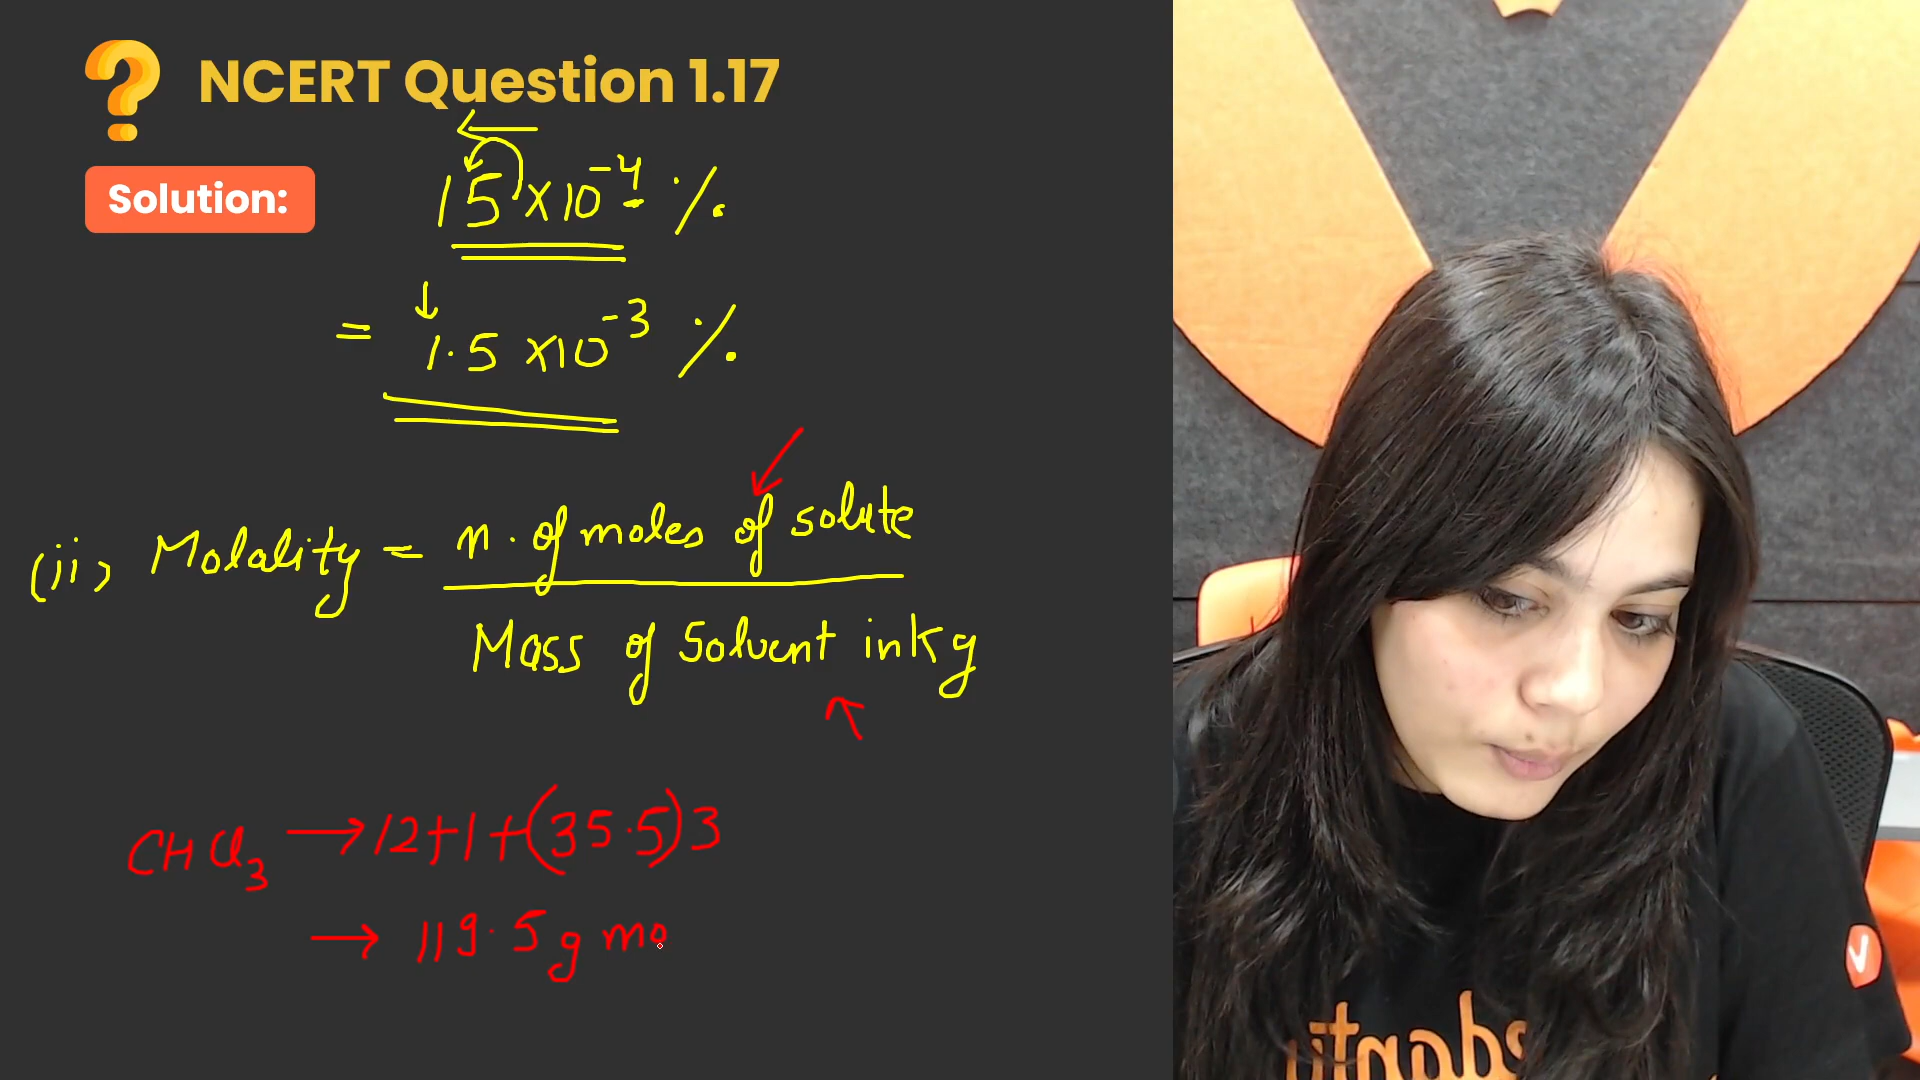 NCERT Question 1.17
Solution:
15 × 10⁻⁴ %
= 1.5 × 10⁻³ %
(ii) Molality = n. of moles of solute
Mass of Solvent in Kg
CHCl₃ → 12+1+(35.5)3
→ 119.5 g mo
vedantu